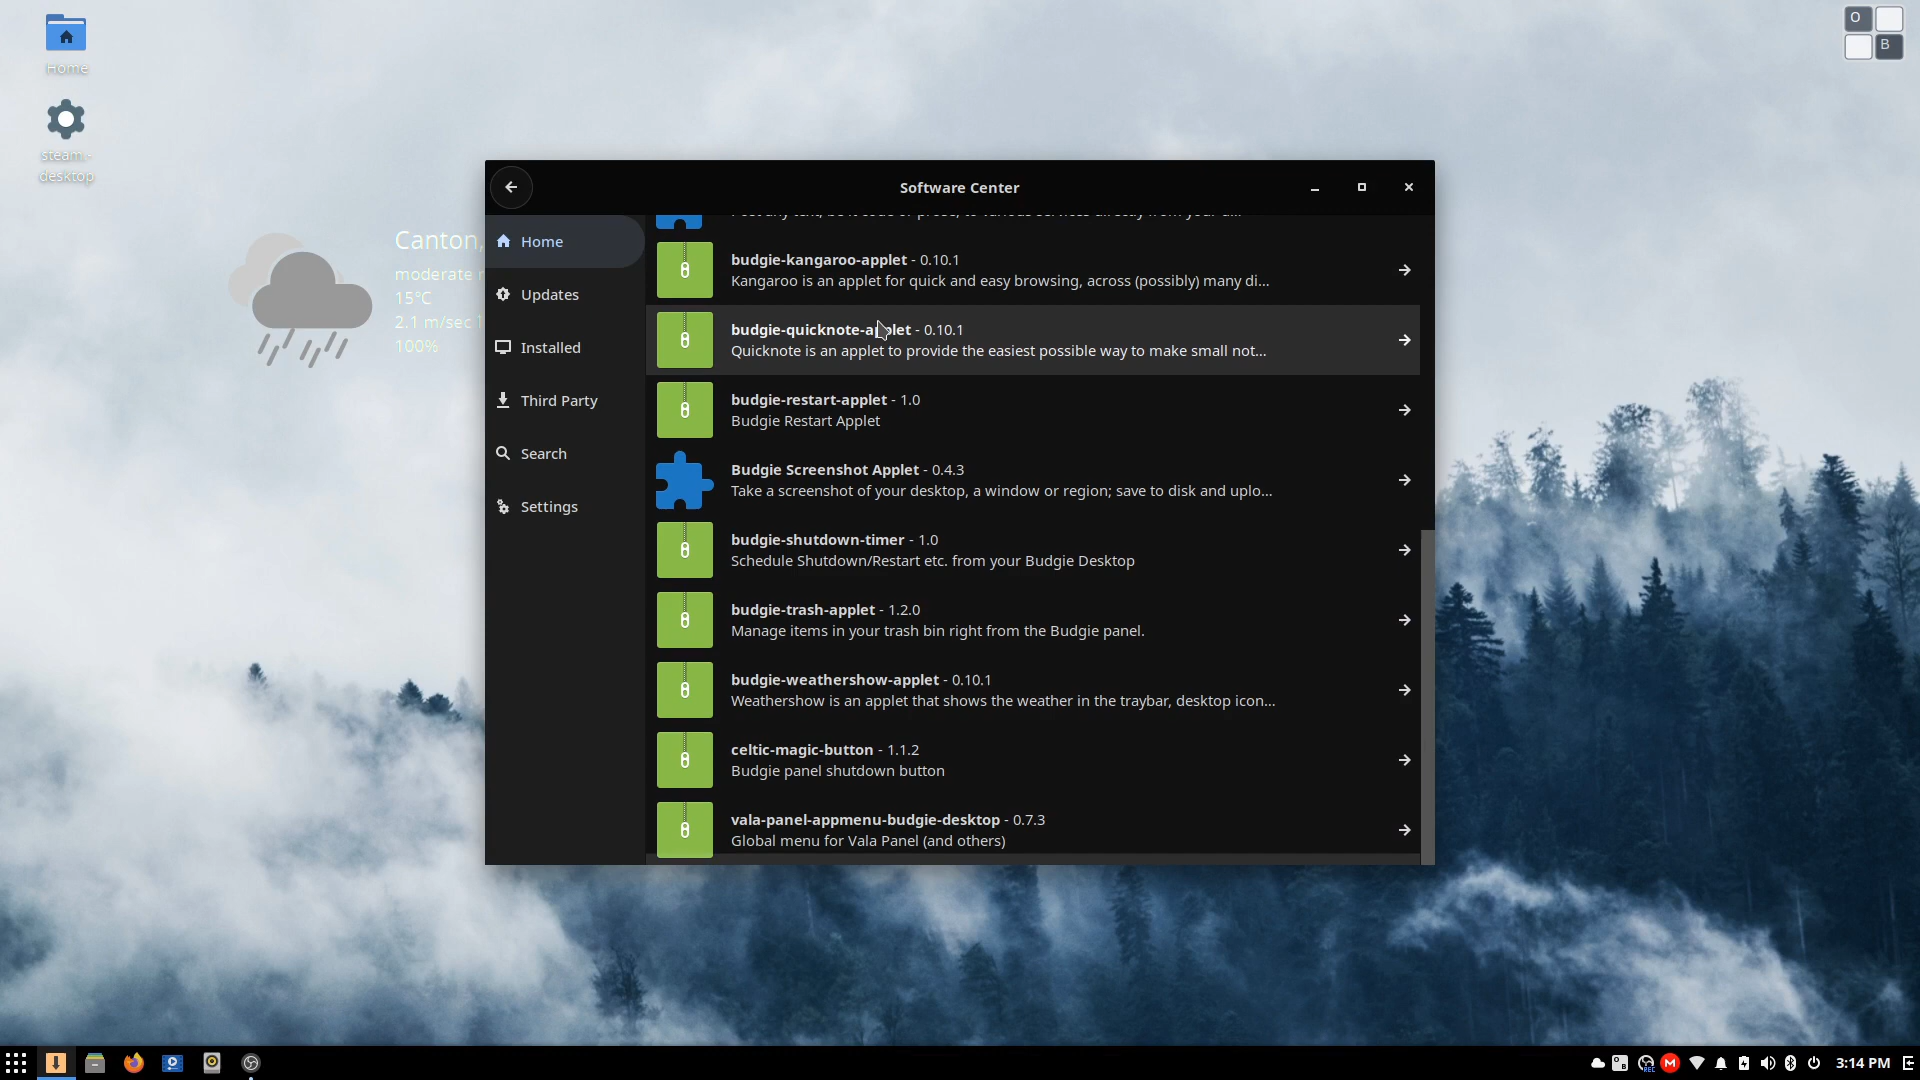 Home
steam.-
desktop
O
B
Canton,
moderate r
15°C
2.1 m/sec
100%
Software Center
Home
Updates
Installed
Third Party
Search
Settings
budgie-kangaroo-applet - 0.10.1
Kangaroo is an applet for quick and easy browsing, across (possibly) many di...
budgie-quicknote-applet - 0.10.1
Quicknote is an applet to provide the easiest possible way to make small not...
budgie-restart-applet - 1.0
Budgie Restart Applet
Budgie Screenshot Applet - 0.4.3
Take a screenshot of your desktop, a window or region; save to disk and uplo...
budgie-shutdown-timer - 1.0
Schedule Shutdown/Restart etc. from your Budgie Desktop
budgie-trash-applet - 1.2.0
Manage items in your trash bin right from the Budgie panel.
budgie-weathershow-applet - 0.10.1
Weathershow is an applet that shows the weather in the traybar, desktop icon...
celtic-magic-button - 1.1.2
Budgie panel shutdown button
vala-panel-appmenu-budgie-desktop - 0.7.3
Global menu for Vala Panel (and others)
3:14 PM